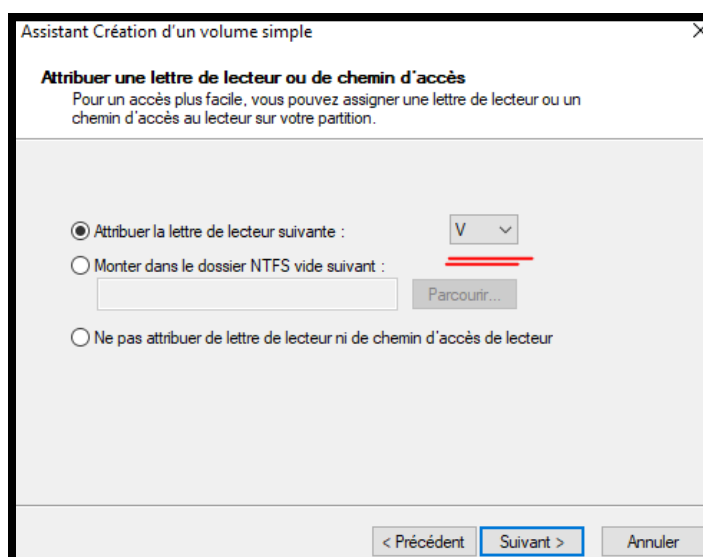 Assistant Création d'un volume simple
Attribuer une lettre de lecteur ou de chemin d'accès
Pour un accès plus facile, vous pouvez assigner une lettre de lecteur ou un
chemin d'accès au lecteur sur votre partition.
Attribuer la lettre de lecteur suivante : V
Monter dans le dossier NTFS vide suivant :
Parcourir...
Ne pas attribuer de lettre de lecteur ni de chemin d'accès de lecteur
< Précédent Suivant > Annuler